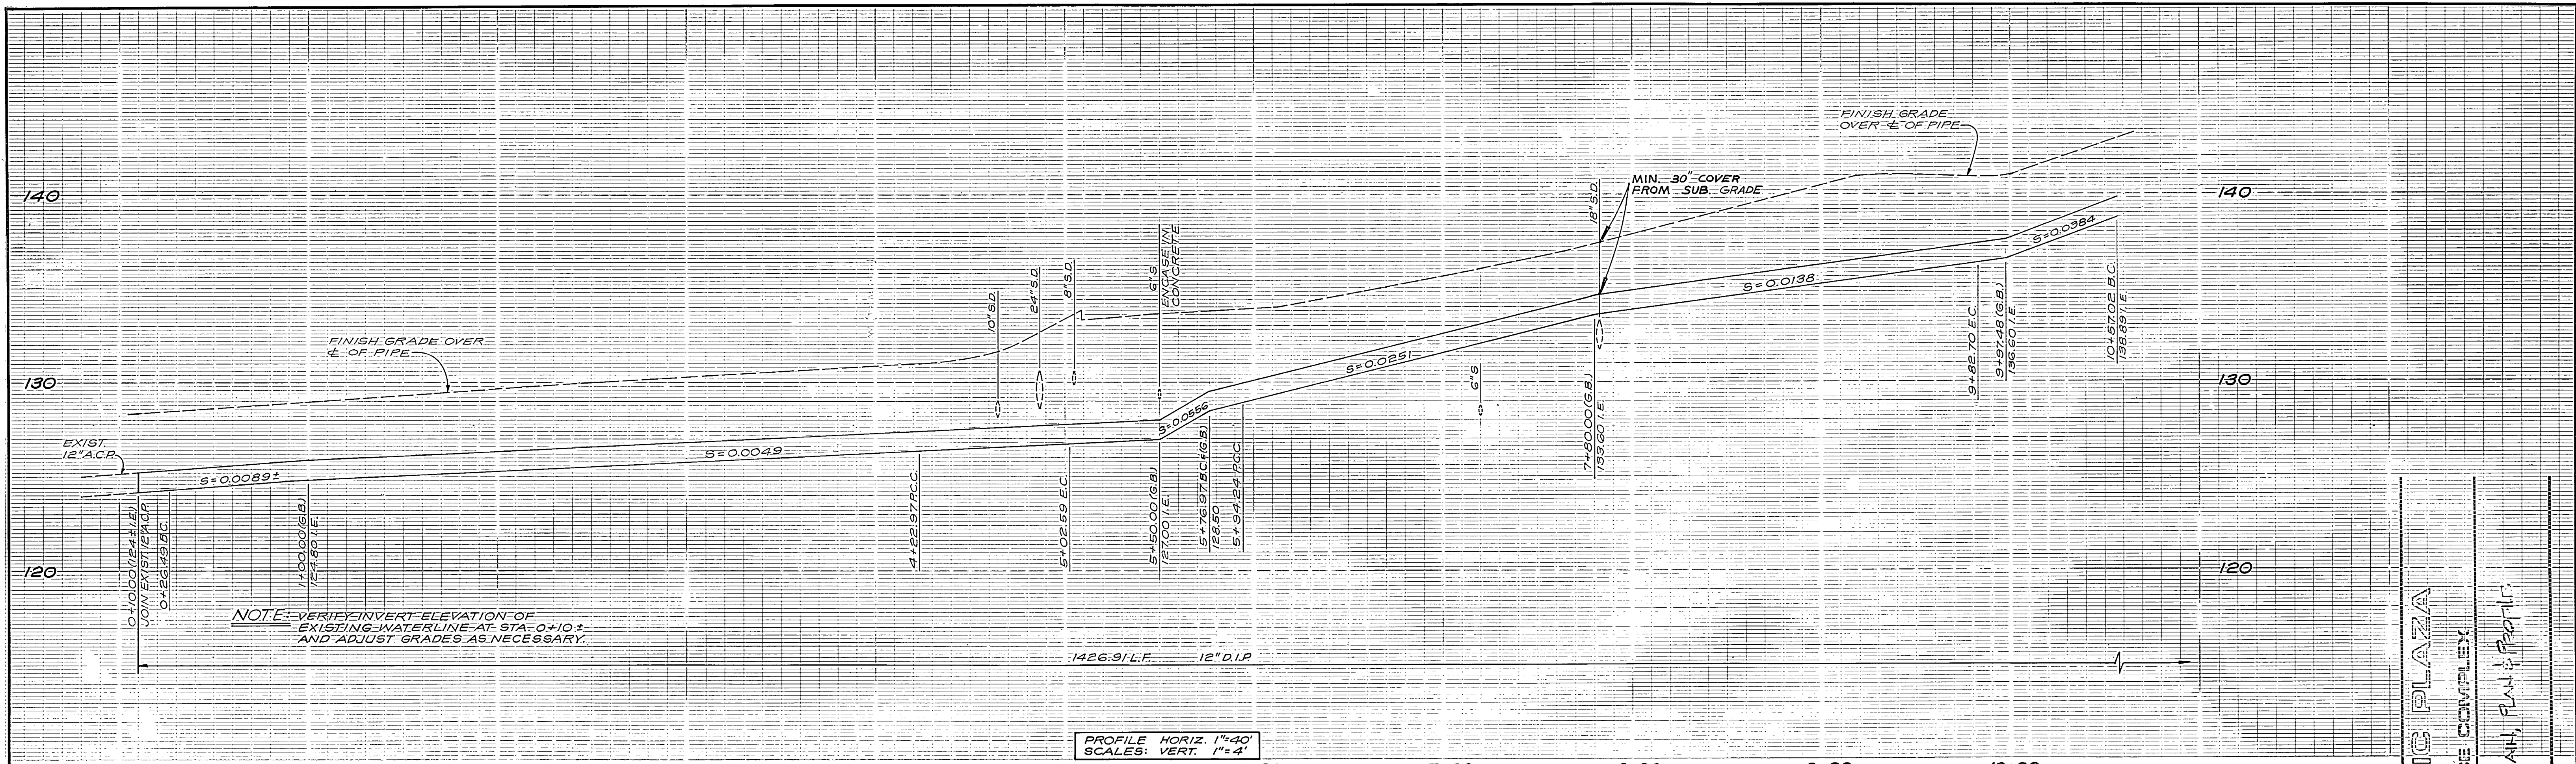 FINISH GRADE
OVER ℄ OF PIPE
140
MIN. 30" COVER
FROM SUB. GRADE
140
18" S.D.
6" S
ENCASE IN
CONCRETE
8" S.D.
24" S.D.
10" S.D.
FINISH GRADE OVER
℄ OF PIPE
130
130
S=0.0384
S=0.0138
S=0.0251
S=0.0556
S=0.0049
S=0.0089±
6" S
EXIST.
12" A.C.P.
0+10.00 (124± I.E.)
JOIN EXIST. 12" A.C.P.
0+26.49 B.C.
1+00.00 (G.B.)
124.80 I.E.
4+22.97 P.C.C.
5+02.59 E.C.
5+50.00 (G.B.)
127.00 I.E.
5+76.97 B.C. (G.B.)
128.50
5+94.24 P.C.C.
7+80.00 (G.B.)
133.60 I.E.
9+82.70 E.C.
9+97.48 (G.B.)
136.60 I.E.
10+57.02 B.C.
138.89 I.E.
120
120
NOTE: VERIFY INVERT ELEVATION OF
EXISTING WATERLINE AT STA. 0+10 ±
AND ADJUST GRADES AS NECESSARY.
1426.91 L.F. 12" D.I.P.
PROFILE HORIZ. 1"=40'
SCALES: VERT. 1"=4'
PLAZA
COMPLEX
PLAN & PROFILE